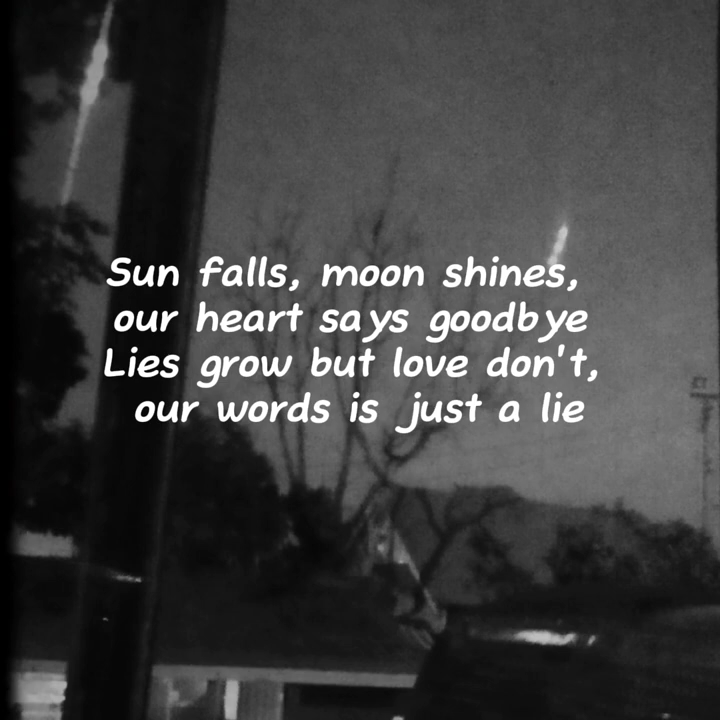 Sun falls, moon shines,
our heart says goodbye
Lies grow but love don't,
our words is just a lie